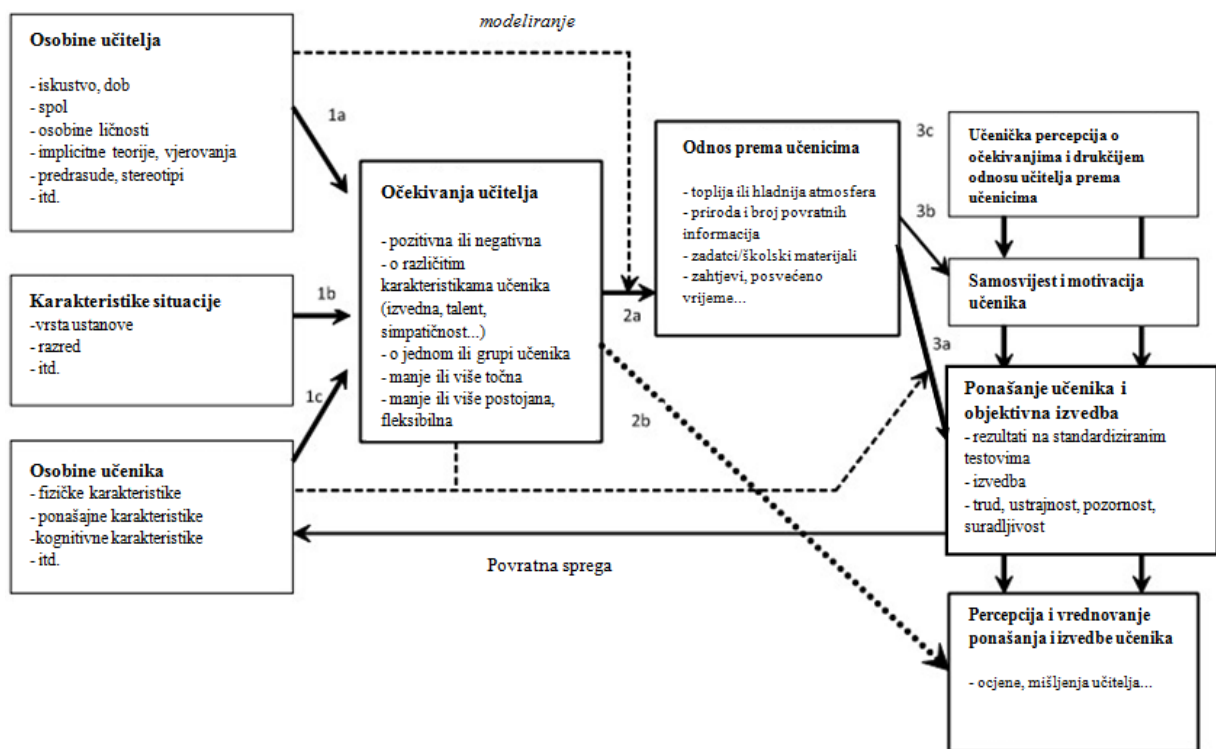 modeliranje
Osobine učitelja
- iskustvo, dob
- spol
- osobine ličnosti
- implicitne teorije, vjerovanja
- predrasude, stereotipi
- itd.
1a
Karakteristike situacije
-vrsta ustanove
- razred
- itd.
1b
Osobine učenika
- fizičke karakteristike
- ponašajne karakteristike
-kognitivne karakteristike
- itd.
1c
Očekivanja učitelja
- pozitivna ili negativna
- o različitim
karakteristikama učenika
(izvedna, talent,
simpatičnost...)
- o jednom ili grupi učenika
- manje ili više točna
- manje ili više postojana,
fleksibilna
2a
2b
Odnos prema učenicima
- toplija ili hladnija atmosfera
- priroda i broj povratnih
informacija
- zadatci/školski materijali
- zahtjevi, posvećeno
vrijeme...
3c
3b
3a
Učenička percepcija o
očekivanjima i drukčijem
odnosu učitelja prema
učenicima
Samosvijest i motivacija
učenika
Ponašanje učenika i
objektivna izvedba
- rezultati na standardiziranim
testovima
- izvedba
- trud, ustrajnost, pozornost,
suradljivost
Povratna sprega
Percepcija i vrednovanje
ponašanja i izvedbe učenika
- ocjene, mišljenja učitelja...